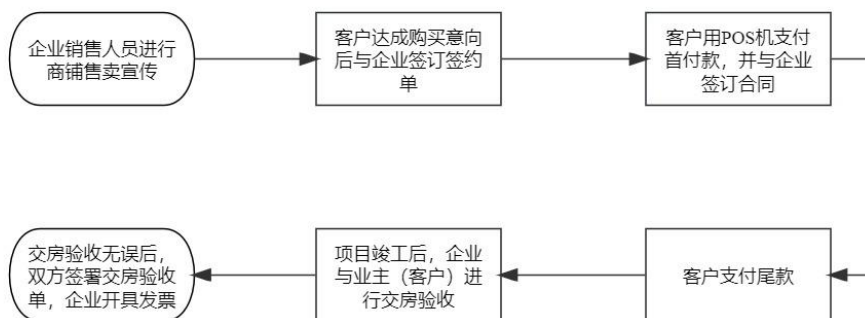 企业销售人员进行
商铺售卖宣传
客户达成购买意向
后与企业签订签约
单
客户用POS机支付
首付款，并与企业
签订合同
客户支付尾款
项目竣工后，企业
与业主（客户）进
行交房验收
交房验收无误后，
双方签署交房验收
单，企业开具发票